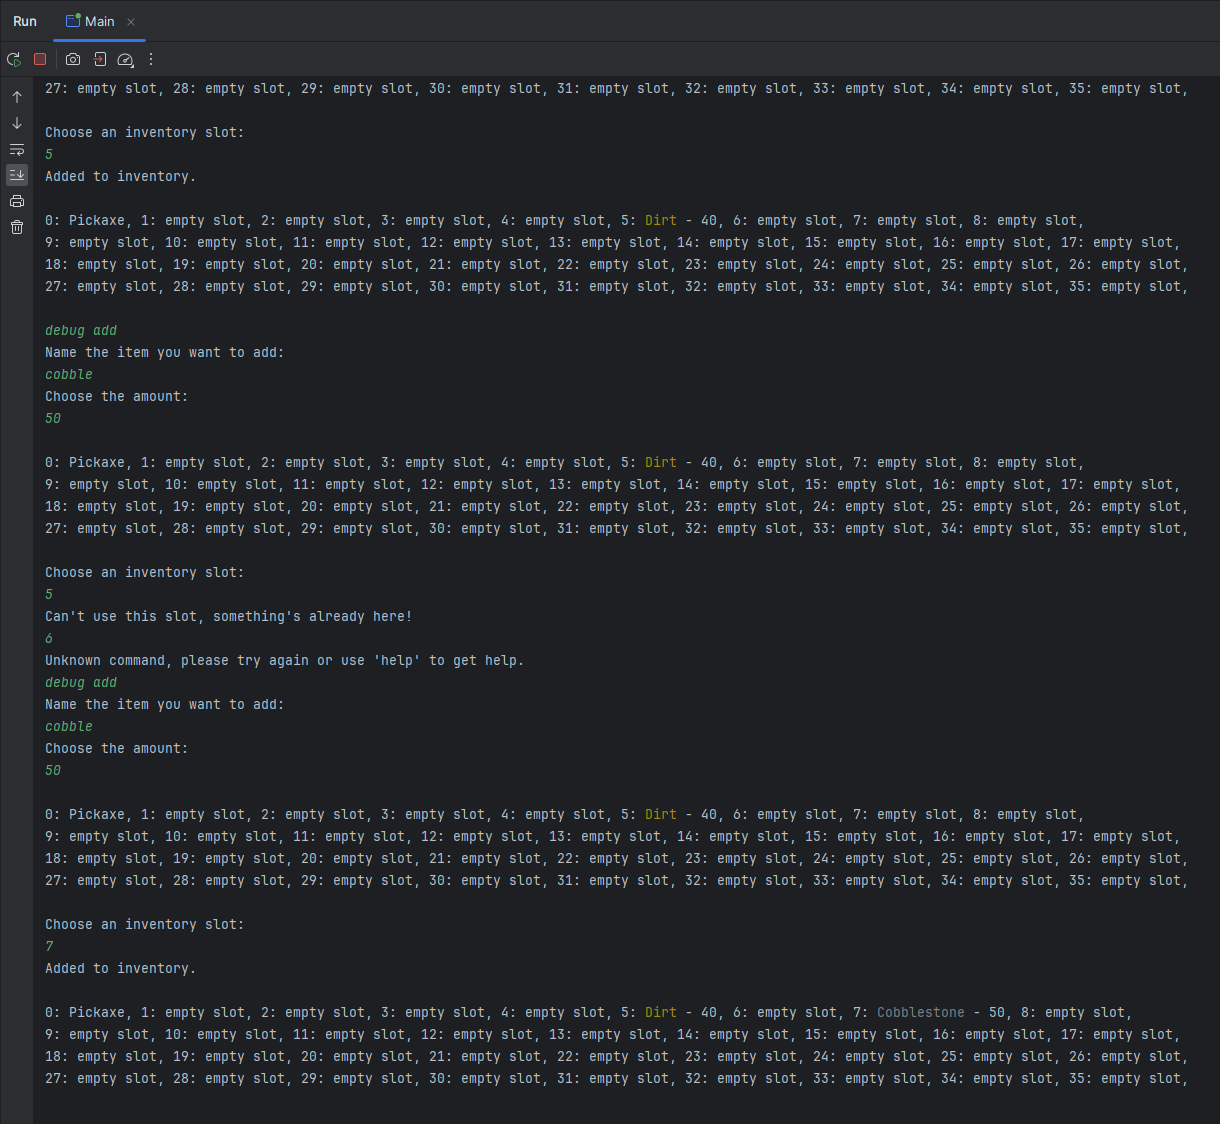 Run Main
27: empty slot, 28: empty slot, 29: empty slot, 30: empty slot, 31: empty slot, 32: empty slot, 33: empty slot, 34: empty slot, 35: empty slot,
Choose an inventory slot:
5
Added to inventory.
0: Pickaxe, 1: empty slot, 2: empty slot, 3: empty slot, 4: empty slot, 5: Dirt - 40, 6: empty slot, 7: empty slot, 8: empty slot,
9: empty slot, 10: empty slot, 11: empty slot, 12: empty slot, 13: empty slot, 14: empty slot, 15: empty slot, 16: empty slot, 17: empty slot,
18: empty slot, 19: empty slot, 20: empty slot, 21: empty slot, 22: empty slot, 23: empty slot, 24: empty slot, 25: empty slot, 26: empty slot,
27: empty slot, 28: empty slot, 29: empty slot, 30: empty slot, 31: empty slot, 32: empty slot, 33: empty slot, 34: empty slot, 35: empty slot,
debug add
Name the item you want to add:
cobble
Choose the amount:
50
0: Pickaxe, 1: empty slot, 2: empty slot, 3: empty slot, 4: empty slot, 5: Dirt - 40, 6: empty slot, 7: empty slot, 8: empty slot,
9: empty slot, 10: empty slot, 11: empty slot, 12: empty slot, 13: empty slot, 14: empty slot, 15: empty slot, 16: empty slot, 17: empty slot,
18: empty slot, 19: empty slot, 20: empty slot, 21: empty slot, 22: empty slot, 23: empty slot, 24: empty slot, 25: empty slot, 26: empty slot,
27: empty slot, 28: empty slot, 29: empty slot, 30: empty slot, 31: empty slot, 32: empty slot, 33: empty slot, 34: empty slot, 35: empty slot,
Choose an inventory slot:
5
Can't use this slot, something's already here!
6
Unknown command, please try again or use 'help' to get help.
debug add
Name the item you want to add:
cobble
Choose the amount:
50
0: Pickaxe, 1: empty slot, 2: empty slot, 3: empty slot, 4: empty slot, 5: Dirt - 40, 6: empty slot, 7: empty slot, 8: empty slot,
9: empty slot, 10: empty slot, 11: empty slot, 12: empty slot, 13: empty slot, 14: empty slot, 15: empty slot, 16: empty slot, 17: empty slot,
18: empty slot, 19: empty slot, 20: empty slot, 21: empty slot, 22: empty slot, 23: empty slot, 24: empty slot, 25: empty slot, 26: empty slot,
27: empty slot, 28: empty slot, 29: empty slot, 30: empty slot, 31: empty slot, 32: empty slot, 33: empty slot, 34: empty slot, 35: empty slot,
Choose an inventory slot:
7
Added to inventory.
0: Pickaxe, 1: empty slot, 2: empty slot, 3: empty slot, 4: empty slot, 5: Dirt - 40, 6: empty slot, 7: Cobblestone - 50, 8: empty slot,
9: empty slot, 10: empty slot, 11: empty slot, 12: empty slot, 13: empty slot, 14: empty slot, 15: empty slot, 16: empty slot, 17: empty slot,
18: empty slot, 19: empty slot, 20: empty slot, 21: empty slot, 22: empty slot, 23: empty slot, 24: empty slot, 25: empty slot, 26: empty slot,
27: empty slot, 28: empty slot, 29: empty slot, 30: empty slot, 31: empty slot, 32: empty slot, 33: empty slot, 34: empty slot, 35: empty slot,